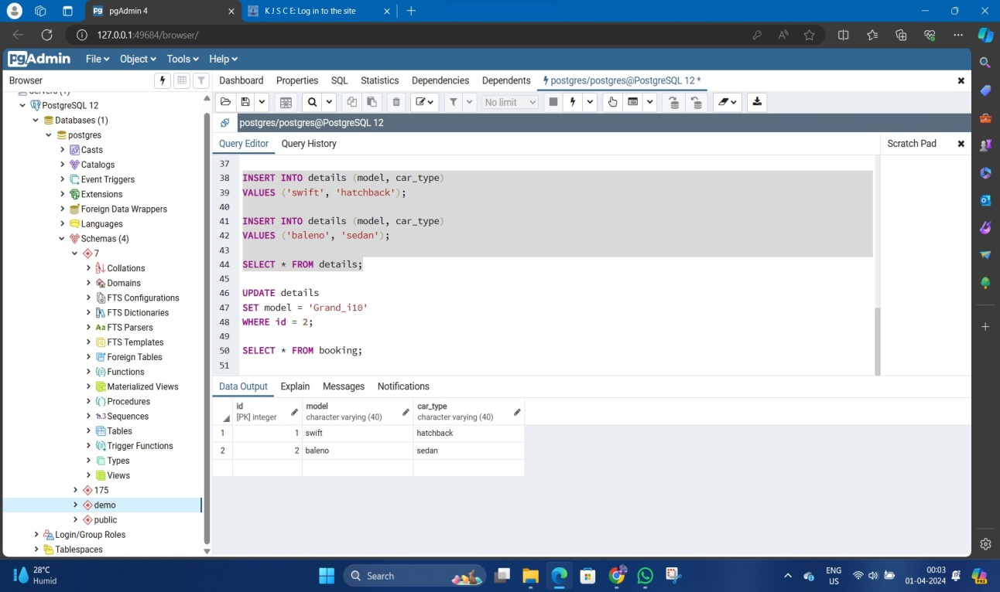 pgAdmin 4
K J S C E: Log in to the site
127.0.0.1:49684/browser/
pgAdmin File Object Tools Help
Browser
Dashboard Properties SQL Statistics Dependencies Dependents postgres/postgres@PostgreSQL 12 *
No limit
postgres/postgres@PostgreSQL 12
Query Editor Query History
Scratch Pad
Servers (1)
PostgreSQL 12
Databases (1)
postgres
Casts
Catalogs
Event Triggers
Extensions
Foreign Data Wrappers
Languages
Schemas (4)
7
Collations
Domains
FTS Configurations
FTS Dictionaries
FTS Parsers
FTS Templates
Foreign Tables
Functions
Materialized Views
Procedures
Sequences
Tables
Trigger Functions
Types
Views
175
demo
public
Login/Group Roles
Tablespaces
37
38 INSERT INTO details (model, car_type)
39 VALUES ('swift', 'hatchback');
40
41 INSERT INTO details (model, car_type)
42 VALUES ('baleno', 'sedan');
43
44 SELECT * FROM details;
45
46 UPDATE details
47 SET model = 'Grand_i10'
48 WHERE id = 2;
49
50 SELECT * FROM booking;
51
Data Output Explain Messages Notifications
id model car_type
[PK] integer character varying (40) character varying (40)
1 1 swift hatchback
2 2 baleno sedan
28°C
Humid
Search
ENG
US
00:03
01-04-2024